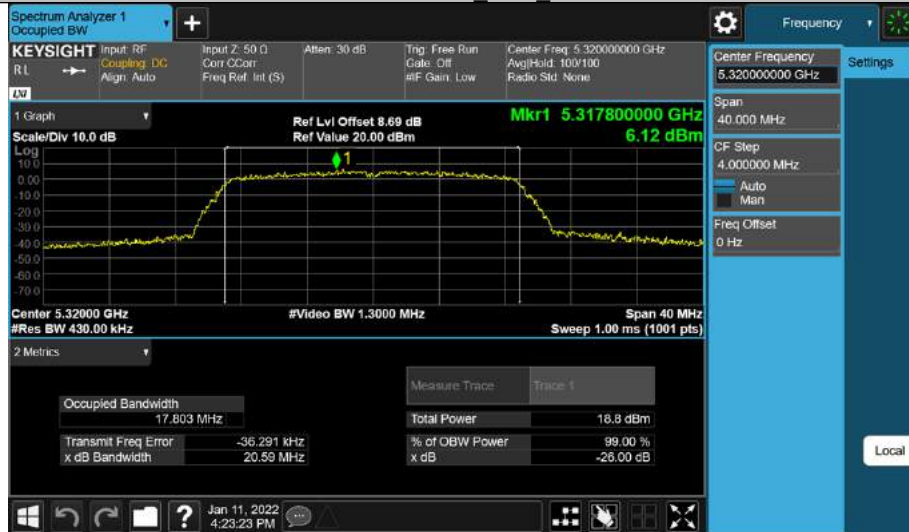 Spectrum Analyzer 1
Occupied BW
+
Frequency
KEYSIGHT
RL
LXI
Input: RF
Coupling: DC
Align: Auto
Input Z: 50 Ω
Corr CCorr
Freq Ref: Int (S)
Atten: 30 dB
Trig: Free Run
Gate: Off
#IF Gain: Low
Center Freq: 5.320000000 GHz
Avg|Hold: 100/100
Radio Std: None
Center Frequency
5.320000000 GHz
Settings
Span
40.000 MHz
CF Step
4.000000 MHz
Auto
Man
Freq Offset
0 Hz
Local
1 Graph
Scale/Div 10.0 dB
Ref Lvl Offset 8.69 dB
Ref Value 20.00 dBm
Mkr1 5.317800000 GHz
6.12 dBm
Log
10.0
0.00
-10.0
-20.0
-30.0
-40.0
-50.0
-60.0
-70.0
1
Center 5.32000 GHz
#Res BW 430.00 kHz
#Video BW 1.3000 MHz
Span 40 MHz
Sweep 1.00 ms (1001 pts)
2 Metrics
Measure Trace
Trace 1
Occupied Bandwidth
17.803 MHz
Total Power
18.8 dBm
Transmit Freq Error
-36.291 kHz
% of OBW Power
99.00 %
x dB Bandwidth
20.59 MHz
x dB
-26.00 dB
?
Jan 11, 2022
4:23:23 PM